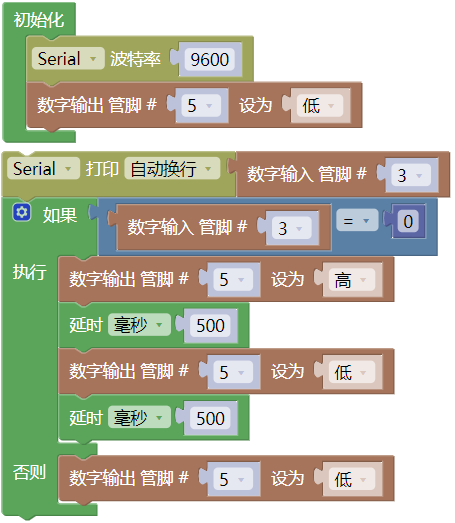 初始化
Serial 波特率 9600
数字输出 管脚 # 5 设为 低
Serial 打印 自动换行 数字输入 管脚 # 3
如果 数字输入 管脚 # 3 = 0
执行 数字输出 管脚 # 5 设为 高
延时 毫秒 500
数字输出 管脚 # 5 设为 低
延时 毫秒 500
否则 数字输出 管脚 # 5 设为 低